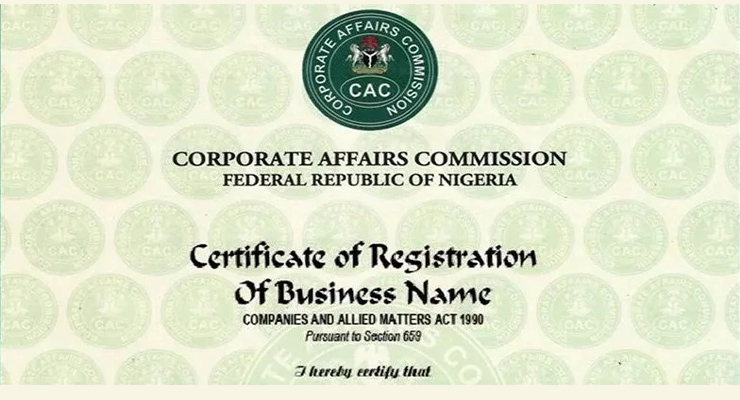 CORPORATE AFFAIRS COMMISSION
CAC
CORPORATE AFFAIRS COMMISSION
FEDERAL REPUBLIC OF NIGERIA
Certificate of Registration
Of Business Name
COMPANIES AND ALLIED MATTERS ACT 1990
Pursuant to Section 659
I hereby certify that